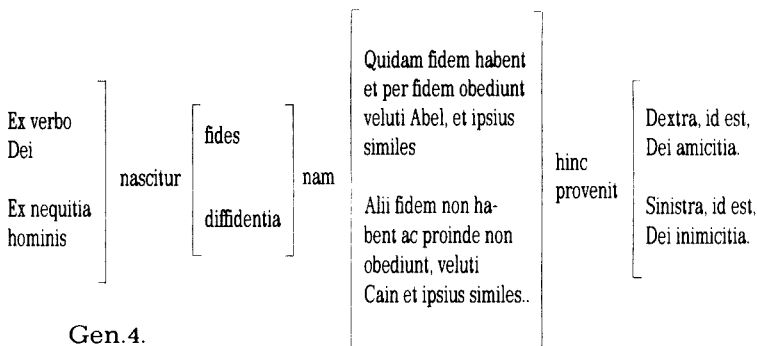 Ex verbo
Dei
Ex nequitia
hominis
nascitur
fides
diffidentia
nam
Quidam fidem habent
et per fidem obediunt
veluti Abel, et ipsius
similes
Alii fidem non ha-
bent ac proinde non
obediunt, veluti
Cain et ipsius similes..
hinc
provenit
Dextra, id est,
Dei amicitia.
Sinistra, id est,
Dei inimicitia.
Gen.4.